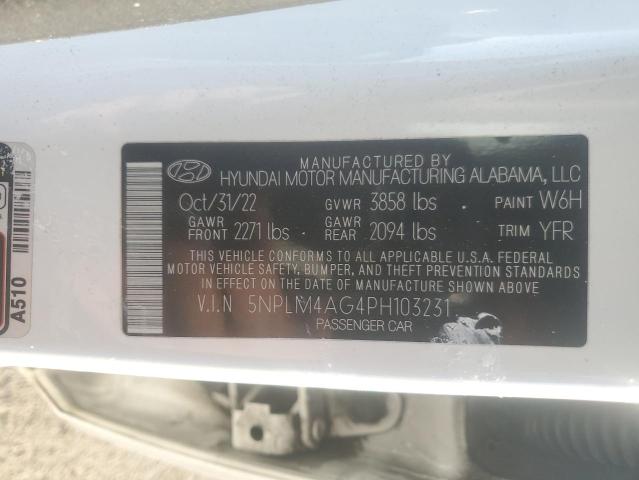 MANUFACTURED BY
HYUNDAI MOTOR MANUFACTURING ALABAMA, LLC
Oct/31/22 GVWR 3858 lbs PAINT W6H
GAWR FRONT 2271 lbs GAWR REAR 2094 lbs TRIM YFR
THIS VEHICLE CONFORMS TO ALL APPLICABLE U.S.A. FEDERAL
MOTOR VEHICLE SAFETY, BUMPER, AND THEFT PREVENTION
STANDARDS IN EFFECT ON THE DATE OF MANUFACTURE SHOWN ABOVE
V.I.N 5NPLM4AG4PH103231
PASSENGER CAR
A510